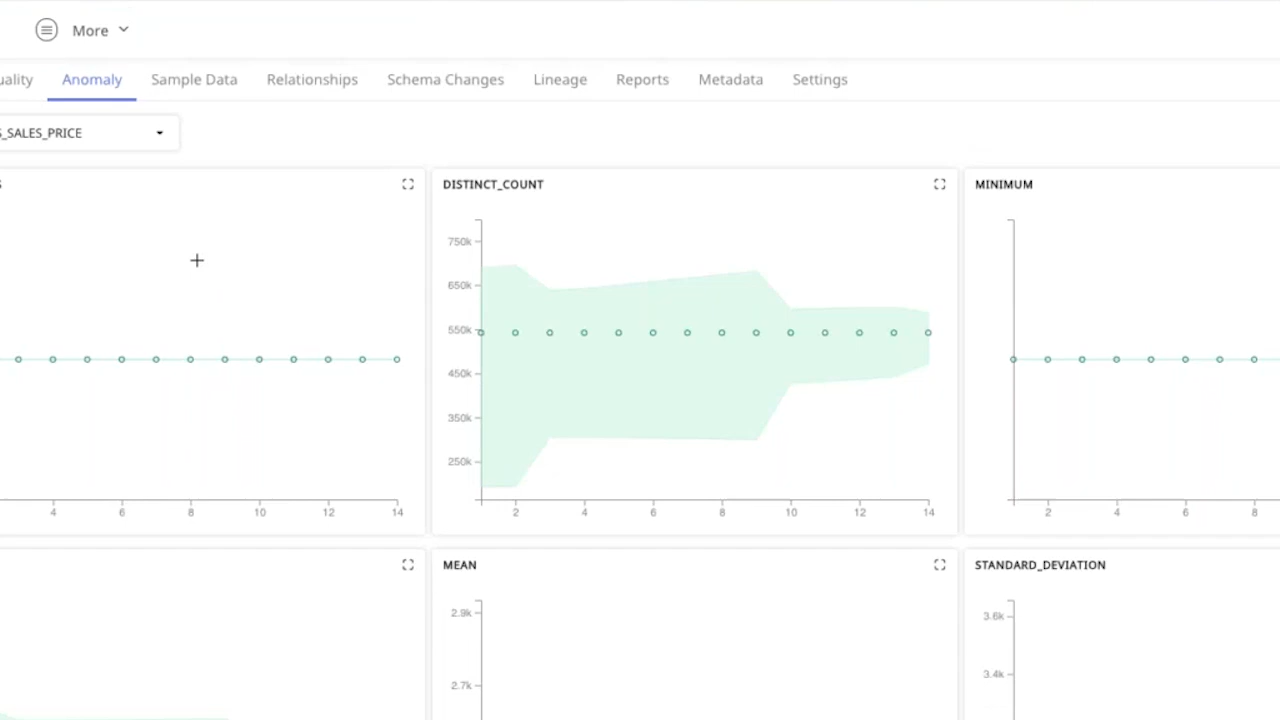 More
uality Anomaly Sample Data Relationships Schema Changes Lineage Reports Metadata Settings
S_SALES_PRICE
S
4 6 8 10 12 14
DISTINCT_COUNT
750k
650k
550k
450k
350k
250k
2 4 6 8 10 12 14
MINIMUM
2 4 6 8
MEAN
2.9k
2.7k
STANDARD_DEVIATION
3.6k
3.4k